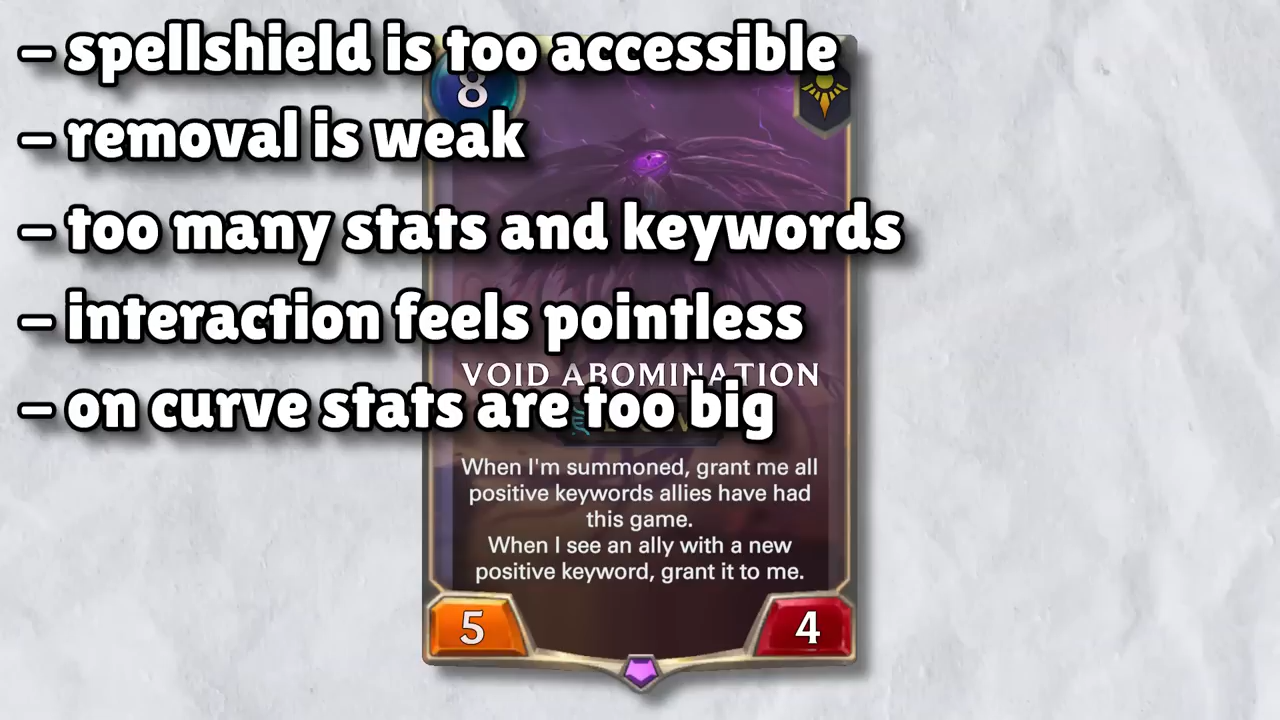 – spellshield is too accessible
8
– removal is weak
– too many stats and keywords
– interaction feels pointless
VOID ABOMINATION
– on curve stats are too big
When I'm summoned, grant me all
positive keywords allies have had
this game.
When I see an ally with a new
positive keyword, grant it to me.
5
4